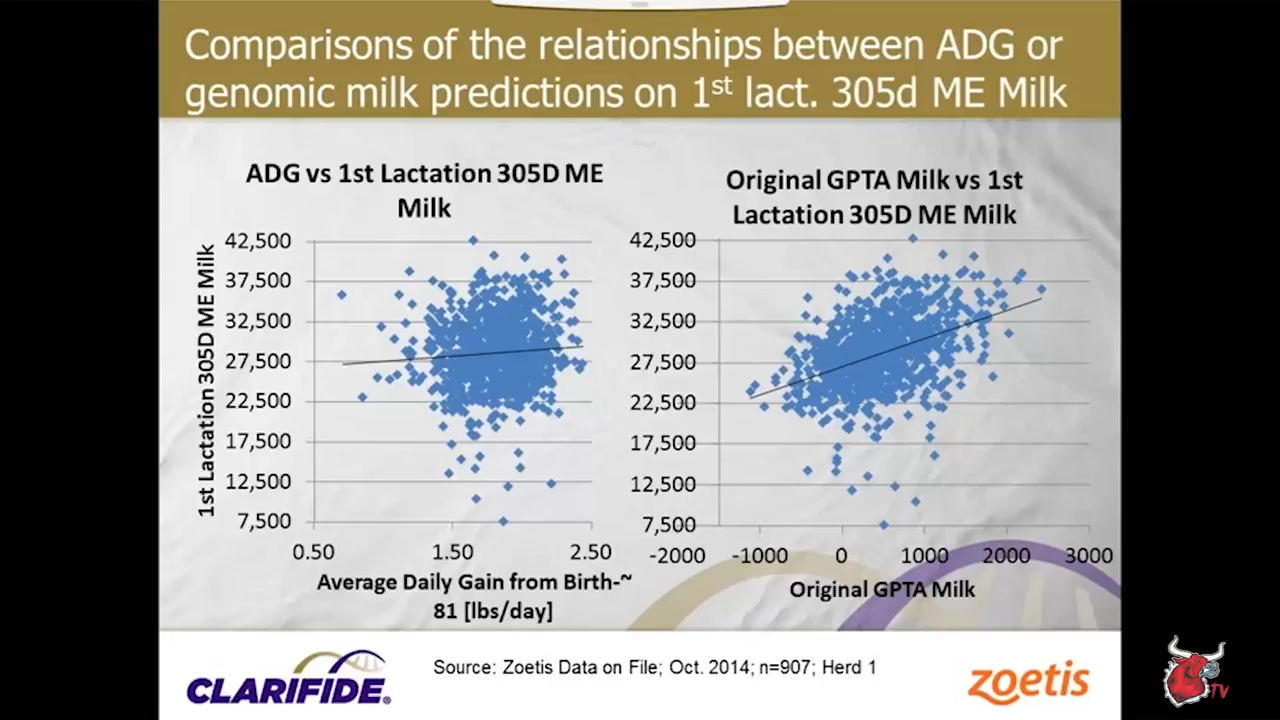 Comparisons of the relationships between ADG or
genomic milk predictions on 1st lact. 305d ME Milk
ADG vs 1st Lactation 305D ME
Milk
1st Lactation 305D ME Milk
42,500
37,500
32,500
27,500
22,500
17,500
12,500
7,500
0.50 1.50 2.50
Average Daily Gain from Birth-~
81 [lbs/day]
Original GPTA Milk vs 1st
Lactation 305D ME Milk
42,500
37,500
32,500
27,500
22,500
17,500
12,500
7,500
-2000 -1000 0 1000 2000 3000
Original GPTA Milk
CLARIFIDE®
Source: Zoetis Data on File; Oct. 2014; n=907; Herd 1
zoetis
TV